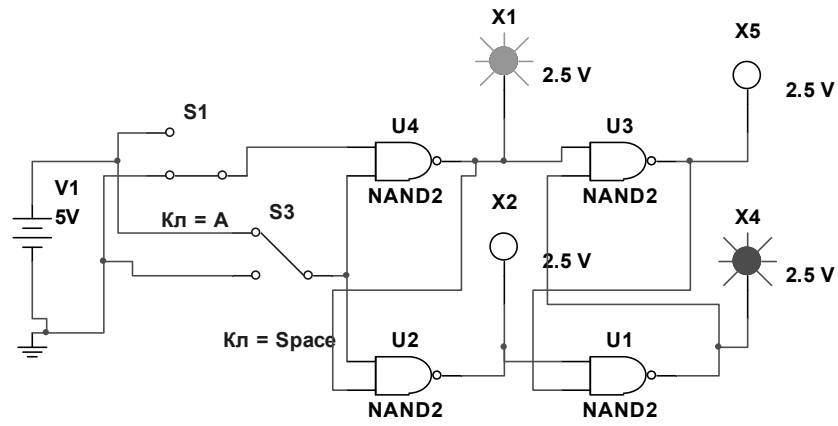 X1
X5
2.5 V
2.5 V
S1
U4
U3
V1
5V
NAND2
NAND2
Кл = A
S3
X2
X4
2.5 V
2.5 V
Кл = Space
U2
U1
NAND2
NAND2